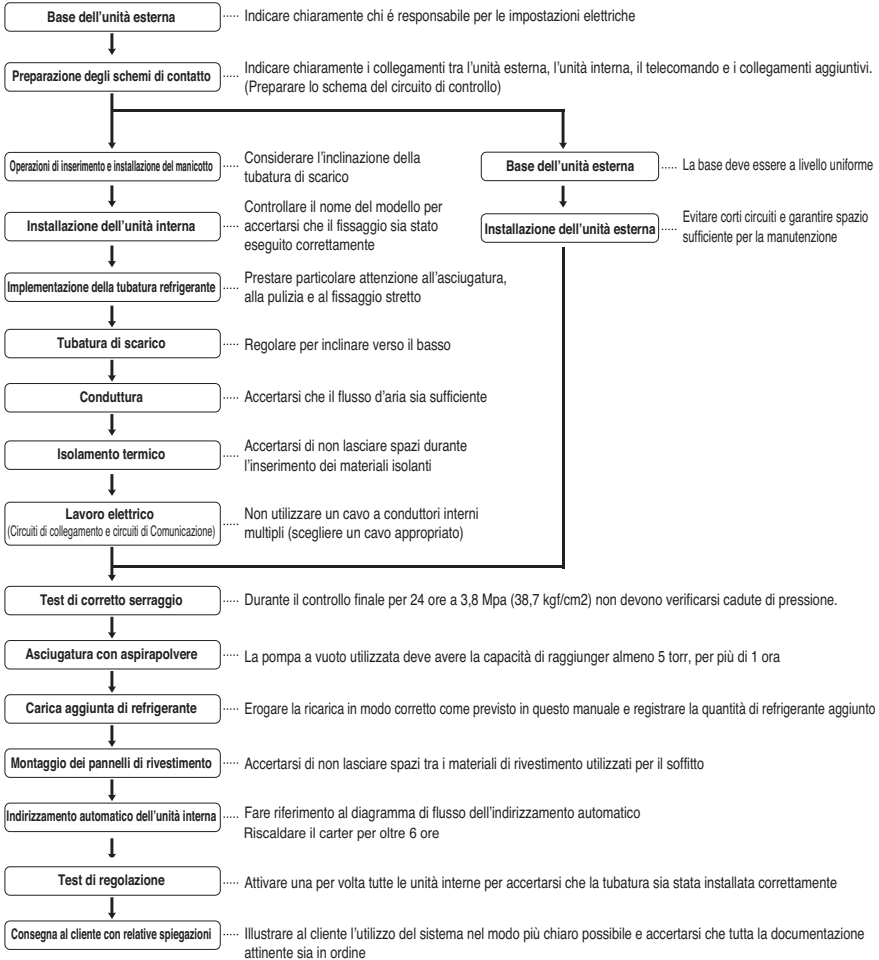 Base dell'unità esterna ..... Indicare chiaramente chi é responsabile per le impostazioni elettriche
Preparazione degli schemi di contatto ..... Indicare chiaramente i collegamenti tra l'unità esterna, l'unità interna, il telecomando e i collegamenti aggiuntivi.
(Preparare lo schema del circuito di controllo)
Operazioni di inserimento e installazione del manicotto ..... Considerare l'inclinazione della
tubatura di scarico
Base dell'unità esterna ..... La base deve essere a livello uniforme
Installazione dell'unità interna ..... Controllare il nome del modello per
accertarsi che il fissaggio sia stato
eseguito correttamente
Installazione dell'unità esterna ..... Evitare corti circuiti e garantire spazio
sufficiente per la manutenzione
Implementazione della tubatura refrigerante ..... Prestare particolare attenzione all'asciugatura,
alla pulizia e al fissaggio stretto
Tubatura di scarico ..... Regolare per inclinare verso il basso
Conduttura ..... Accertarsi che il flusso d'aria sia sufficiente
Isolamento termico ..... Accertarsi di non lasciare spazi durante
l'inserimento dei materiali isolanti
Lavoro elettrico
(Circuiti di collegamento e circuiti di Comunicazione) ..... Non utilizzare un cavo a conduttori interni
multipli (scegliere un cavo appropriato)
Test di corretto serraggio ..... Durante il controllo finale per 24 ore a 3,8 Mpa (38,7 kgf/cm2) non devono verificarsi cadute di pressione.
Asciugatura con aspirapolvere ..... La pompa a vuoto utilizzata deve avere la capacità di raggiunger almeno 5 torr, per più di 1 ora
Carica aggiunta di refrigerante ..... Erogare la ricarica in modo corretto come previsto in questo manuale e registrare la quantità di refrigerante aggiunto
Montaggio dei pannelli di rivestimento ..... Accertarsi di non lasciare spazi tra i materiali di rivestimento utilizzati per il soffitto
Indirizzamento automatico dell'unità interna ..... Fare riferimento al diagramma di flusso dell'indirizzamento automatico
Riscaldare il carter per oltre 6 ore
Test di regolazione ..... Attivare una per volta tutte le unità interne per accertarsi che la tubatura sia stata installata correttamente
Consegna al cliente con relative spiegazioni ..... Illustrare al cliente l'utilizzo del sistema nel modo più chiaro possibile e accertarsi che tutta la documentazione
attinente sia in ordine